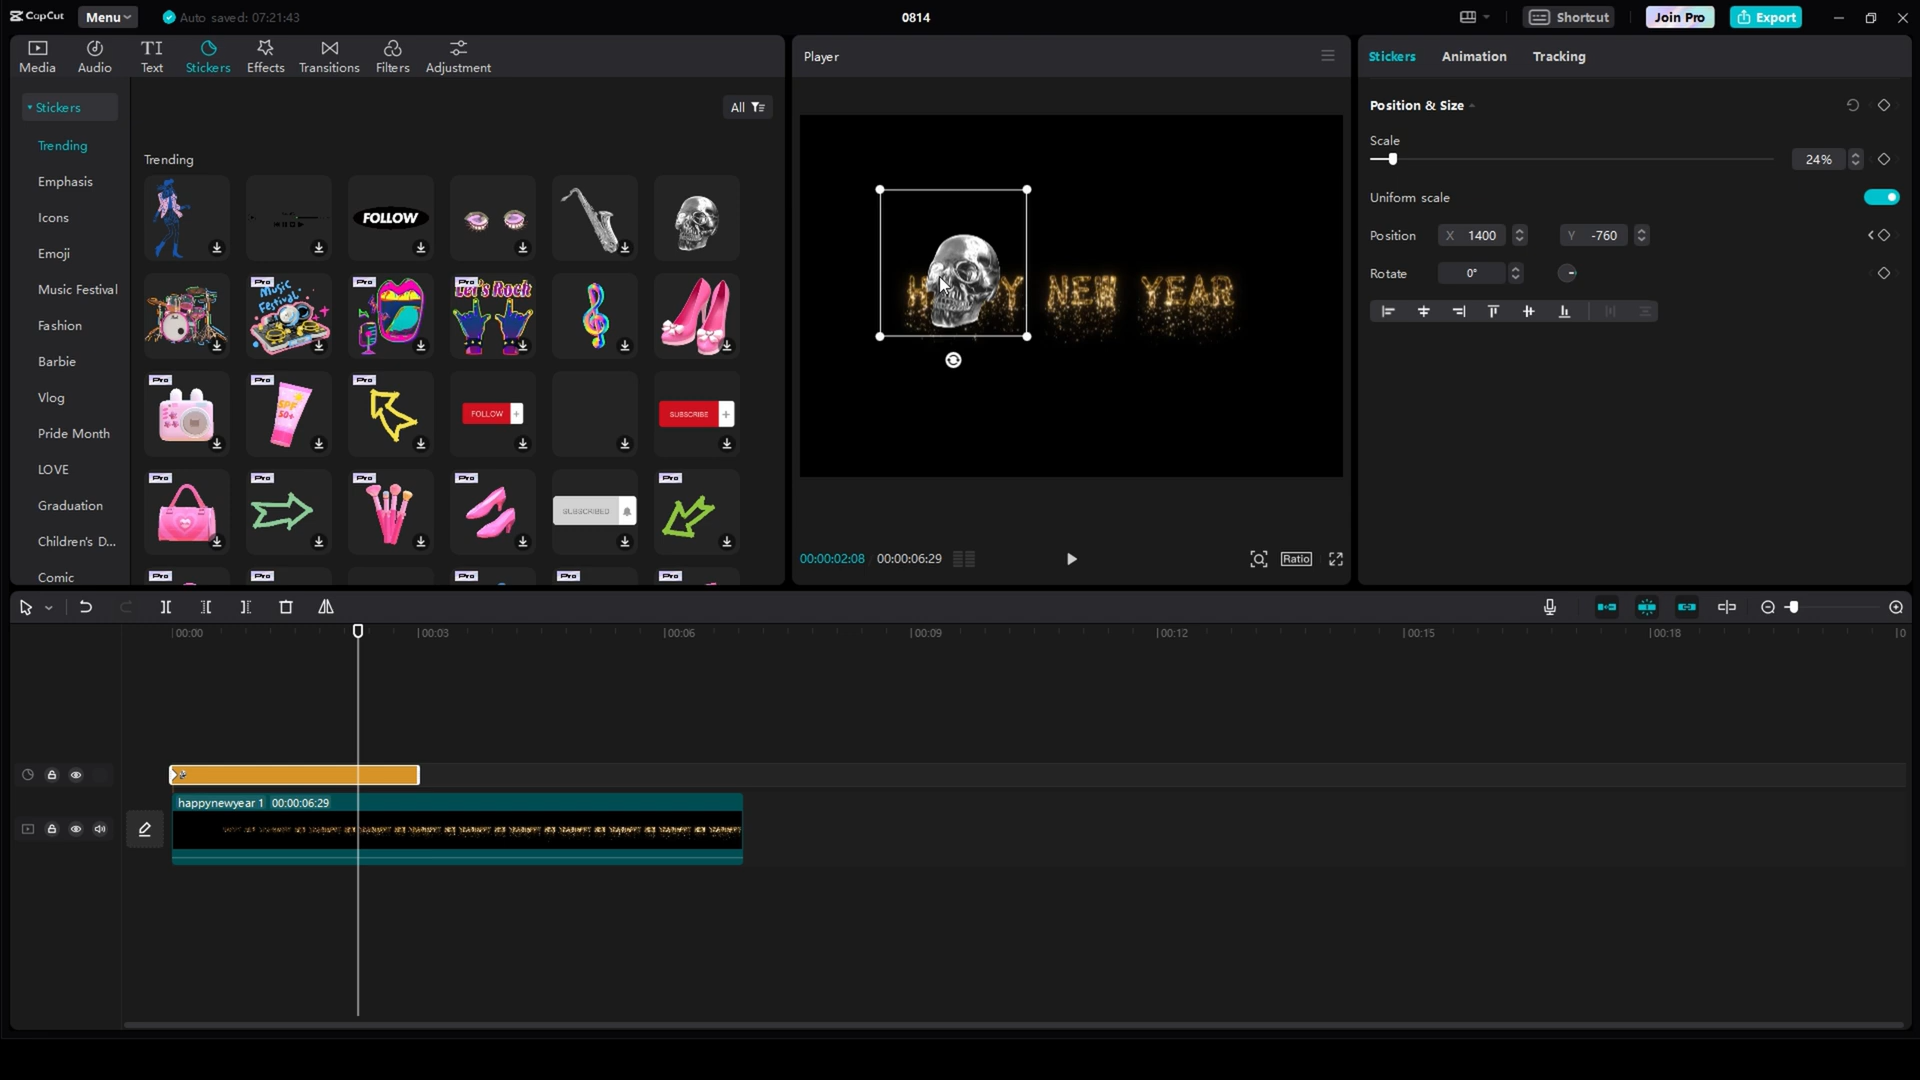 CapCut
Menu
Auto saved: 07:21:43
0814
Shortcut
Join Pro
Export
Media
Audio
TI
Text
Stickers
Effects
Transitions
Filters
Adjustment
Player
Stickers
Animation
Tracking
Stickers
Trending
Emphasis
Icons
Emoji
Music Festival
Fashion
Barbie
Vlog
Pride Month
LOVE
Graduation
Children's D...
Comic
All
Trending
FOLLOW
Pro
Music Festival
Pro
Pro
Let's Rock
Pro
Pro
SPF 50+
Pro
FOLLOW +
SUBSCRIBE +
Pro
Pro
Pro
Pro
SUBSCRIBED
Pro
Pro
Pro
Pro
Pro
Pro
NEW YEAR
00:00:02:08
00:00:06:29
Ratio
Position & Size
Scale
24%
Uniform scale
Position
X 1400
Y -760
Rotate
0°
00:00
00:03
00:06
00:09
00:12
00:15
00:18
happynewyear 1 00:00:06:29